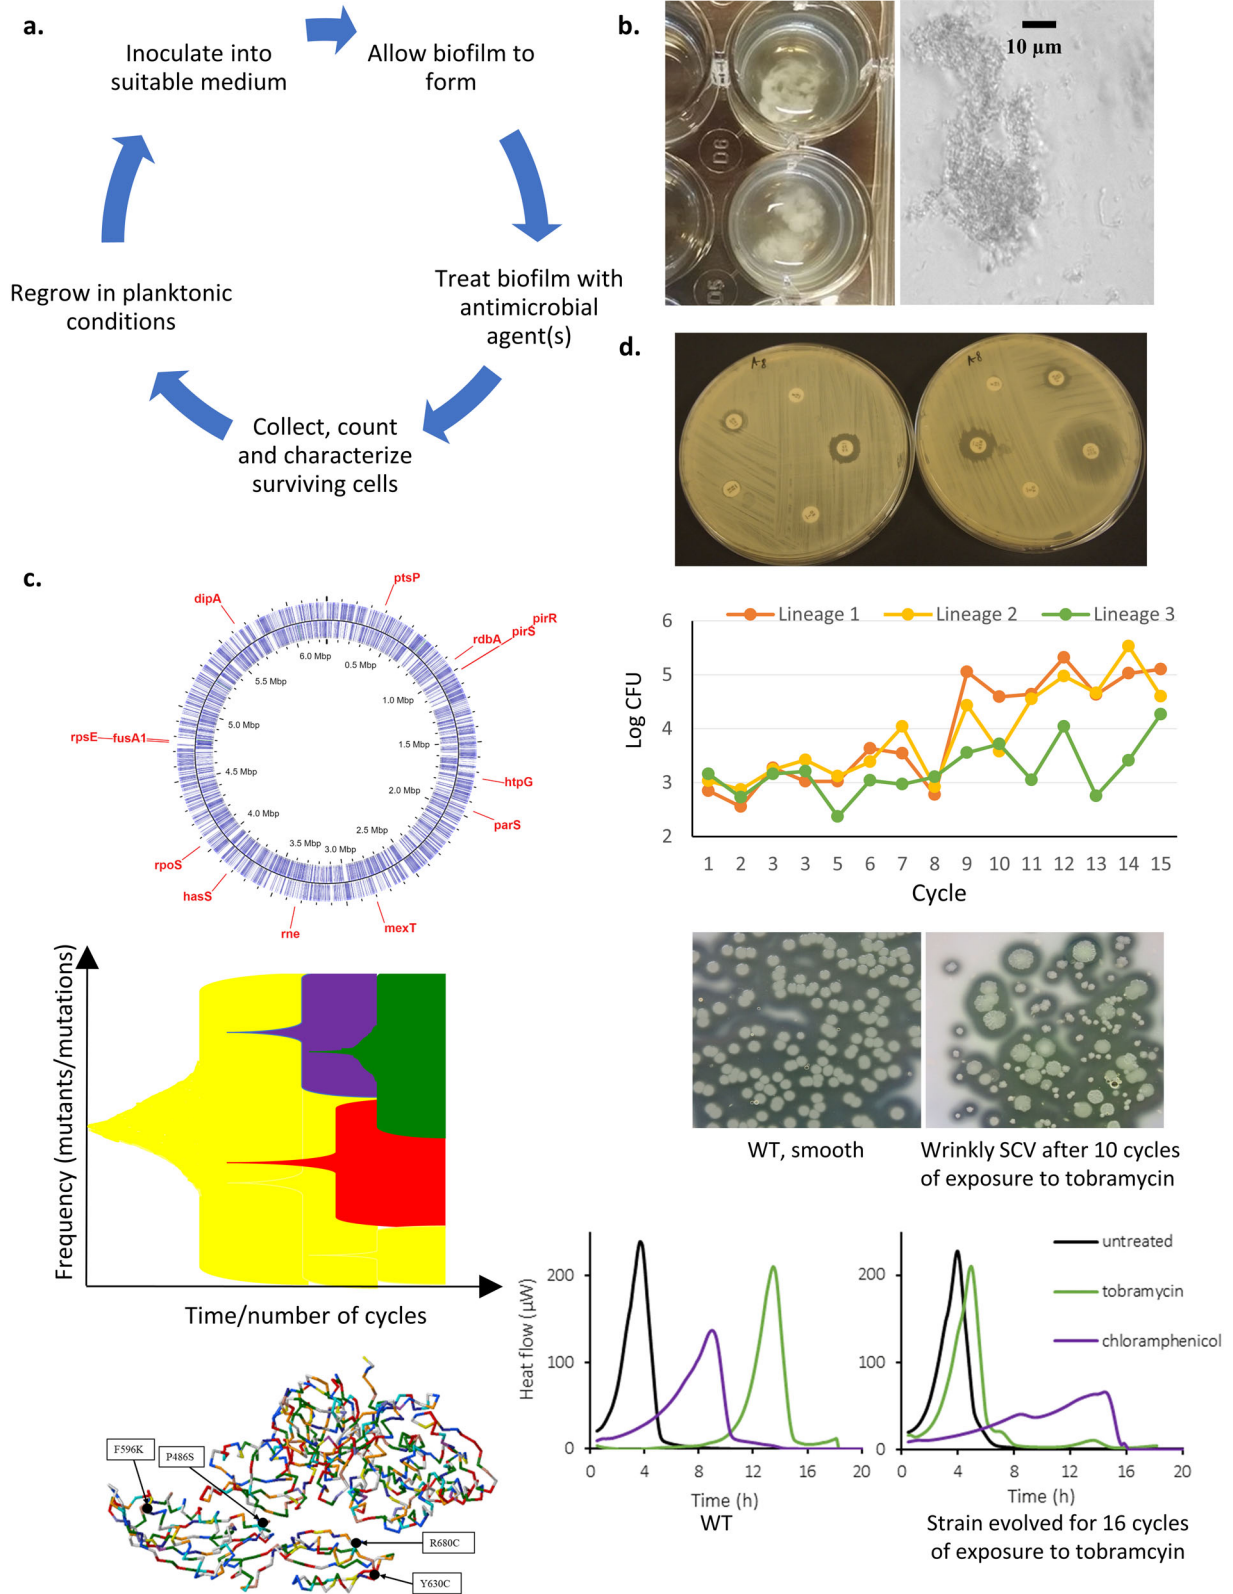 a.
Inoculate into
suitable medium
Allow biofilm to
form
Treat biofilm with
antimicrobial
agent(s)
Collect, count
and characterize
surviving cells
Regrow in planktonic
conditions
b.
D6
D5
10 µm
c.
dipA
ptsP
pirR
pirS
rdbA
rpsE
fusA1
htpG
parS
rpoS
hasS
rne
mexT
6.0 Mbp
0.5 Mbp
1.0 Mbp
1.5 Mbp
2.0 Mbp
2.5 Mbp
3.0 Mbp
3.5 Mbp
4.0 Mbp
4.5 Mbp
5.0 Mbp
5.5 Mbp
Frequency (mutants/mutations)
Time/number of cycles
F596K
P486S
R680C
Y630C
d.
A-8
A-8
Lineage 1
Lineage 2
Lineage 3
Log CFU
6
5
4
3
2
1 2 3 3 5 6 7 8 9 10 11 12 13 14 15
Cycle
WT, smooth
Wrinkly SCV after 10 cycles
of exposure to tobramycin
Heat flow (µW)
200
100
0
0 4 8 12 16 20
Time (h)
WT
200
100
0
0 4 8 12 16 20
Time (h)
untreated
tobramycin
chloramphenicol
Strain evolved for 16 cycles
of exposure to tobramcyin